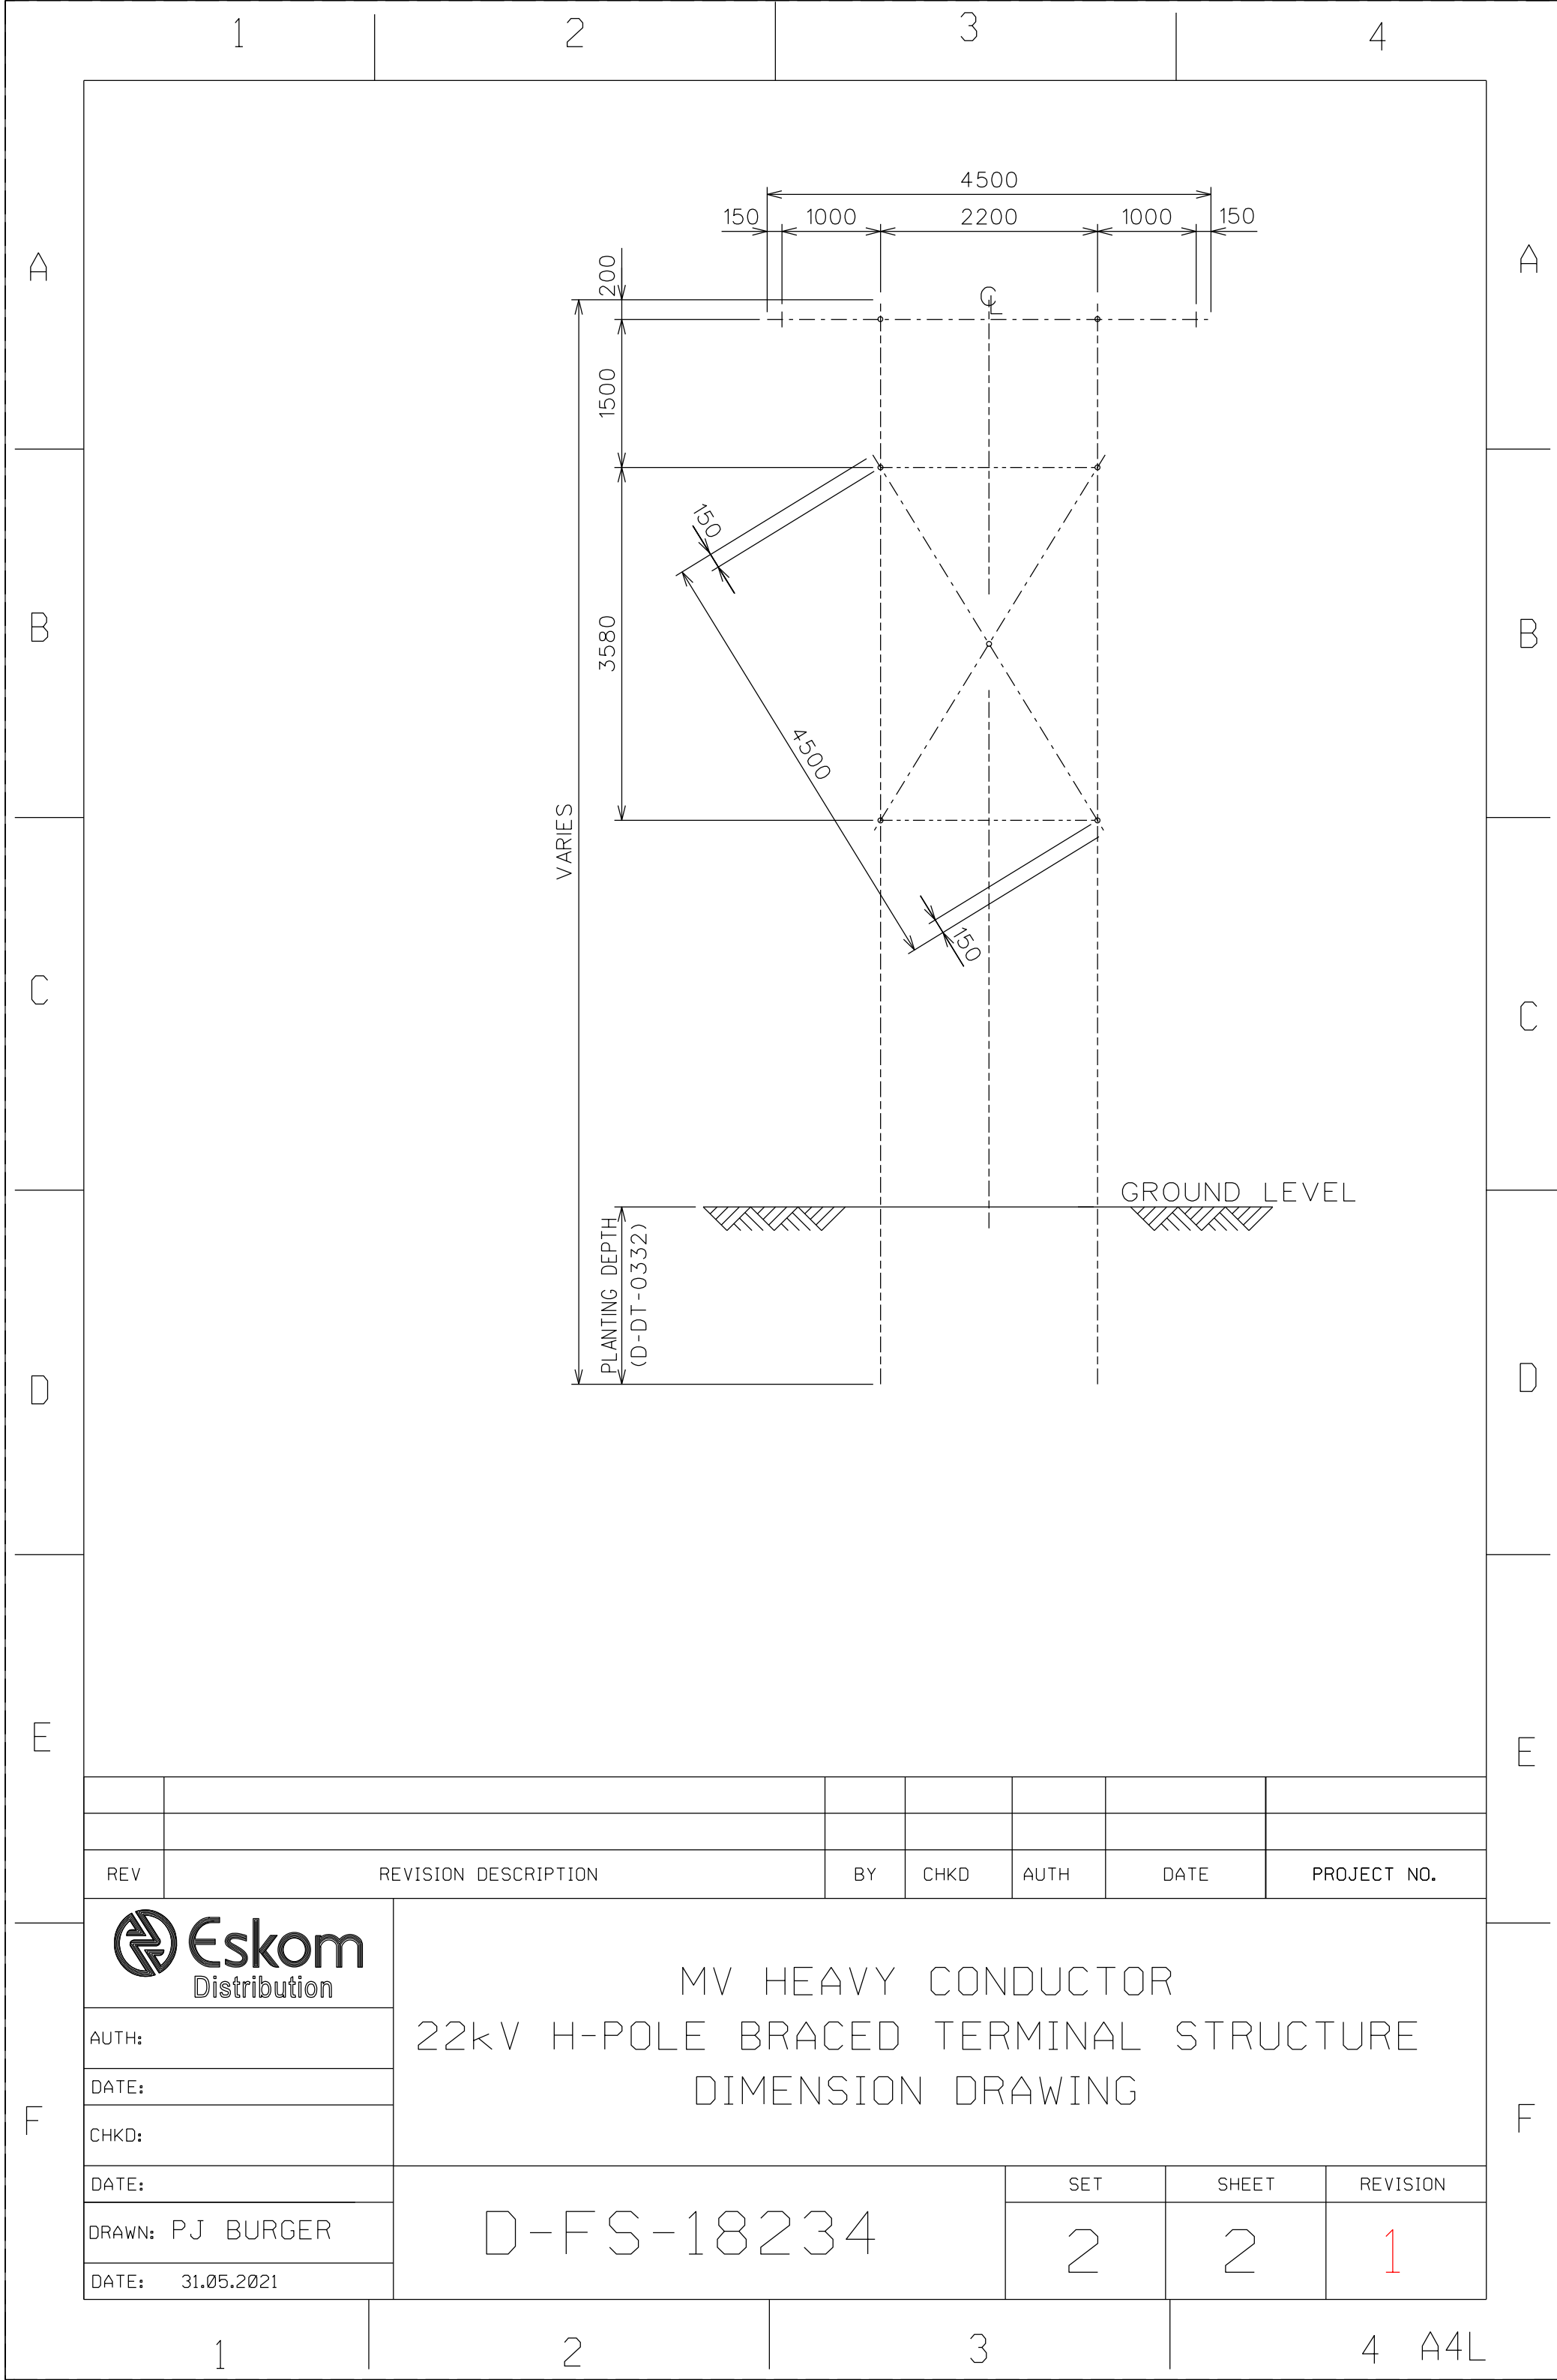 1 2 3 4
4500
150 1000 2200 1000 150
A A
200
CL
1500
150
B 3580 B
4500
VARIES
150
C C
GROUND LEVEL
PLANTING DEPTH
(D-DT-0332)
D D
E E
REV REVISION DESCRIPTION BY CHKD AUTH DATE PROJECT NO.
Eskom
Distribution
MV HEAVY CONDUCTOR
22kV H-POLE BRACED TERMINAL STRUCTURE
DIMENSION DRAWING
AUTH:
DATE:
F F
CHKD:
DATE:
SET SHEET REVISION
DRAWN: PJ BURGER
D-FS-18234 2 2 1
DATE: 31.05.2021
1 2 3 4 A4L